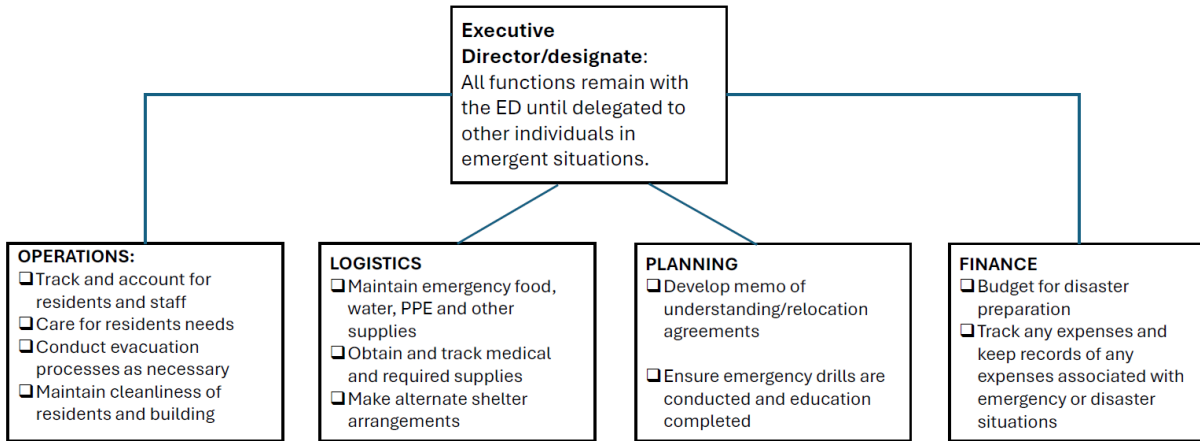 Executive
Director/designate:
All functions remain with
the ED until delegated to
other individuals in
emergent situations.
OPERATIONS:
❑Track and account for
residents and staff
❑Care for residents needs
❑Conduct evacuation
processes as necessary
❑Maintain cleanliness of
residents and building
LOGISTICS
❑Maintain emergency food,
water, PPE and other
supplies
❑Obtain and track medical
and required supplies
❑Make alternate shelter
arrangements
PLANNING
❑Develop memo of
understanding/relocation
agreements
❑Ensure emergency drills are
conducted and education
completed
FINANCE
❑Budget for disaster
preparation
❑Track any expenses and
keep records of any
expenses associated with
emergency or disaster
situations